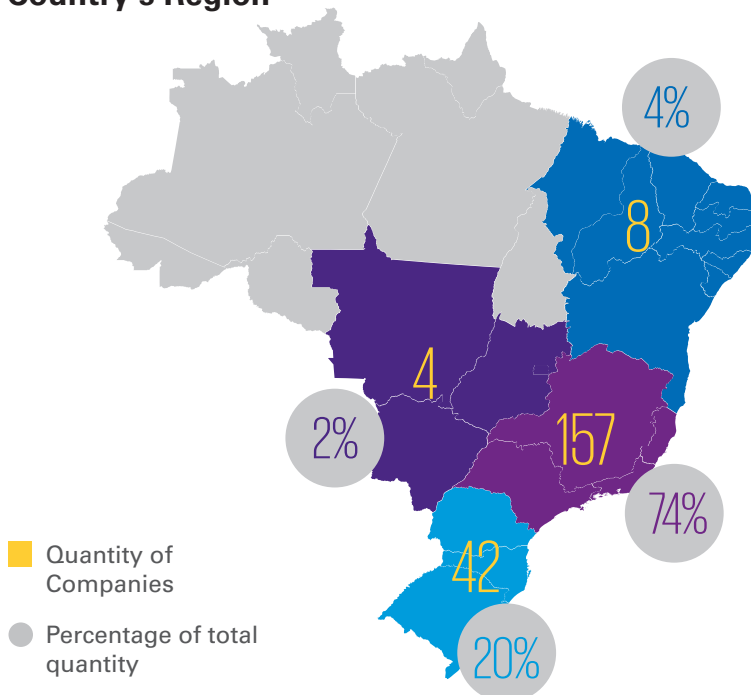 Country's Region
4%
8
4
2%
157
74%
42
20%
Quantity of
Companies
Percentage of total
quantity